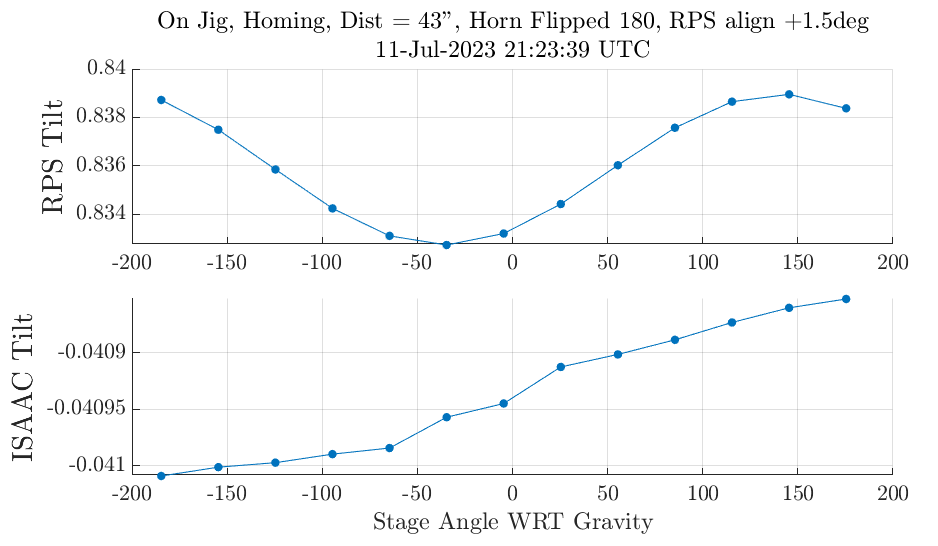 On Jig, Homing, Dist = 43”, Horn Flipped 180, RPS align +1.5deg
11-Jul-2023 21:23:39 UTC
RPS Tilt
0.84
0.838
0.836
0.834
-200 -150 -100 -50 0 50 100 150 200
ISAAC Tilt
-0.0409
-0.04095
-0.041
-200 -150 -100 -50 0 50 100 150 200
Stage Angle WRT Gravity